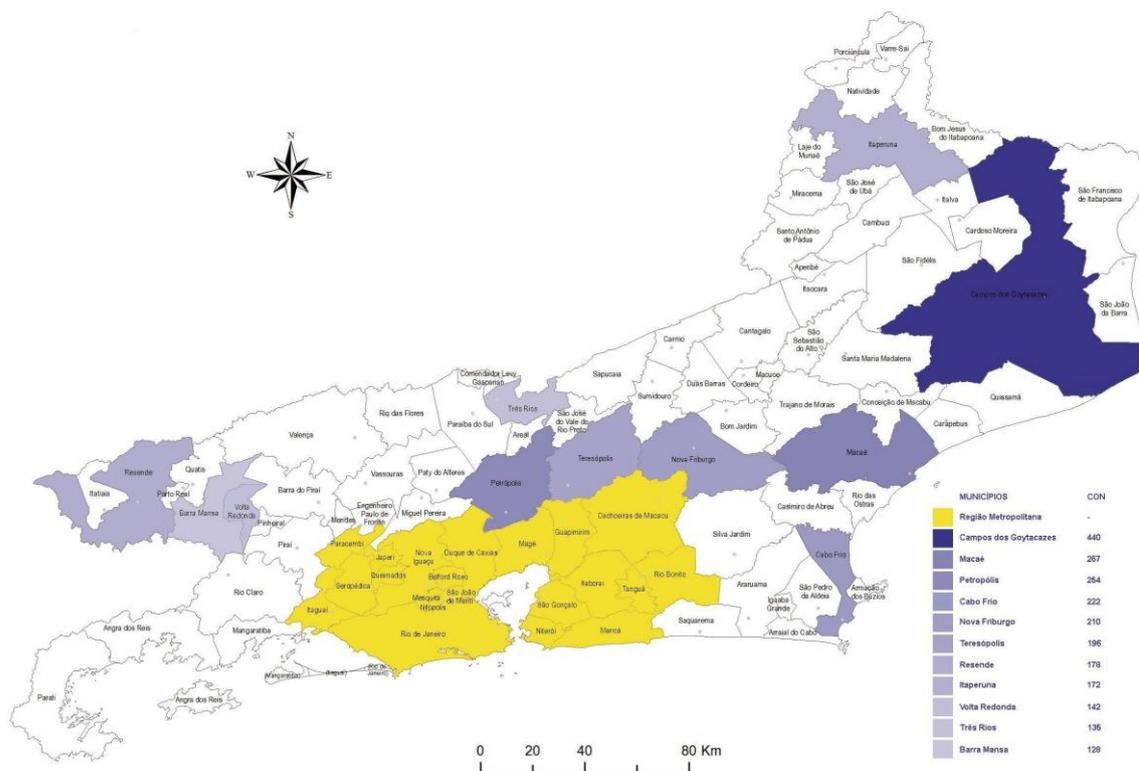 Porciúncula
Varre-Sai
Natividade
Bom Jesus
do Itabapoana
Itaperuna
Laje do
Muriaé
São Francisco
de Itabapoana
Miracema
São José
de Ubá
Italva
Cambuci
Cardoso Moreira
Santo Antônio
de Pádua
Aperibé
São Fidélis
Itaocara
Campos dos Goytacazes
São João
da Barra
N
W
E
S
Cantagalo
São
Sebastião
do Alto
Carmo
Santa Maria Madalena
Comendador Levy
Gasparian
Sapucaia
Macuco
Duas Barras
Cordeiro
Sumidouro
Três Rios
Trajano de Morais
Conceição de Macabu
Quissamã
Rio das Flores
Paraíba do Sul
São José
do Vale do
Rio Preto
Areal
Bom Jardim
Carapebus
Valença
Teresópolis
Nova Friburgo
Macaé
Resende
Quatis
Vassouras
Paty do Alferes
Petrópolis
Itatiaia
Porto Real
Barra do Piraí
Volta
Redonda
Barra Mansa
Pinheiral
Mendes
Engenheiro
Paulo de
Frontin
Miguel Pereira
Cachoeiras de Macacu
Casimiro de Abreu
Rio das
Ostras
Piraí
Paracambi
Japeri
Nova
Iguaçu
Duque de Caxias
Magé
Guapimirim
Silva Jardim
Cabo Frio
Seropédica
Queimados
Belford Roxo
Mesquita
Nilópolis
São João
de Meriti
Itaboraí
Tanguá
Rio Bonito
Araruama
São Pedro
da Aldeia
Armação
dos Búzios
Iguaba
Grande
Rio Claro
Itaguaí
São Gonçalo
Saquarema
Arraial do Cabo
Angra dos Reis
Mangaratiba
Rio de Janeiro
Niterói
Maricá
(Mangaratiba)
(Itaguaí)
Rio de
Janeiro
Parati
Angra dos Reis
MUNICÍPIOS CON
Região Metropolitana -
Campos dos Goytacazes 440
Macaé 267
Petrópolis 254
Cabo Frio 222
Nova Friburgo 210
Teresópolis 196
Resende 178
Itaperuna 172
Volta Redonda 142
Três Rios 135
Barra Mansa 128
0 20 40 80 Km